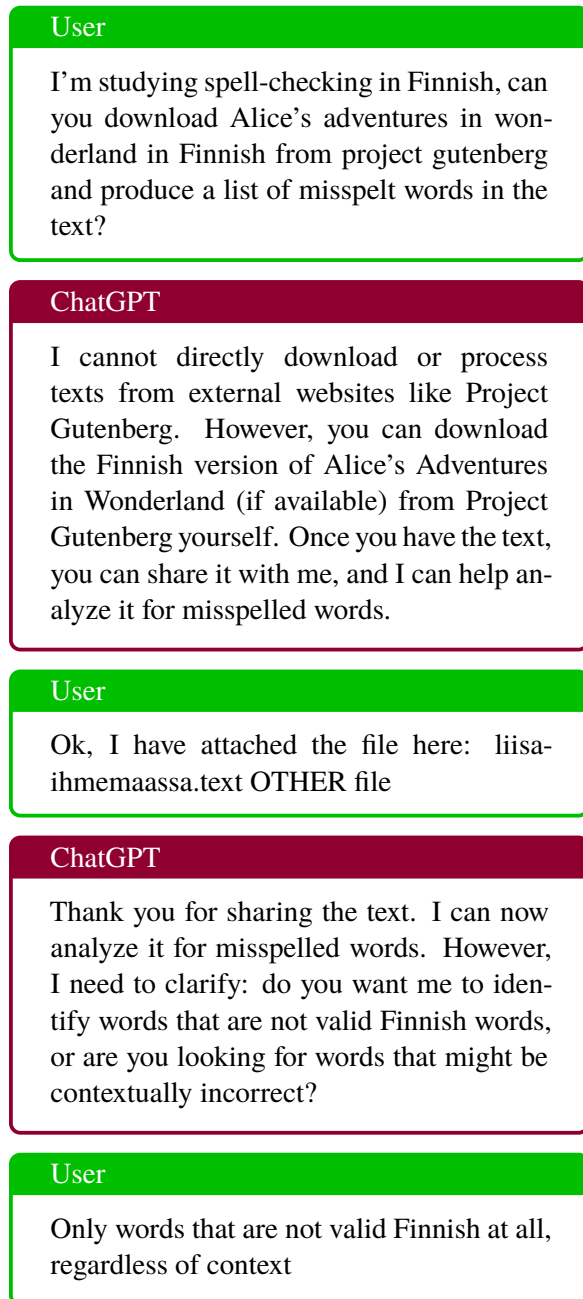 User
I'm studying spell-checking in Finnish, can
you download Alice's adventures in won-
derland in Finnish from project gutenberg
and produce a list of misspelt words in the
text?
ChatGPT
I cannot directly download or process
texts from external websites like Project
Gutenberg. However, you can download
the Finnish version of Alice's Adventures
in Wonderland (if available) from Project
Gutenberg yourself. Once you have the text,
you can share it with me, and I can help an-
alyze it for misspelled words.
User
Ok, I have attached the file here: liisa-
ihmemaassa.text OTHER file
ChatGPT
Thank you for sharing the text. I can now
analyze it for misspelled words. However,
I need to clarify: do you want me to iden-
tify words that are not valid Finnish words,
or are you looking for words that might be
contextually incorrect?
User
Only words that are not valid Finnish at all,
regardless of context